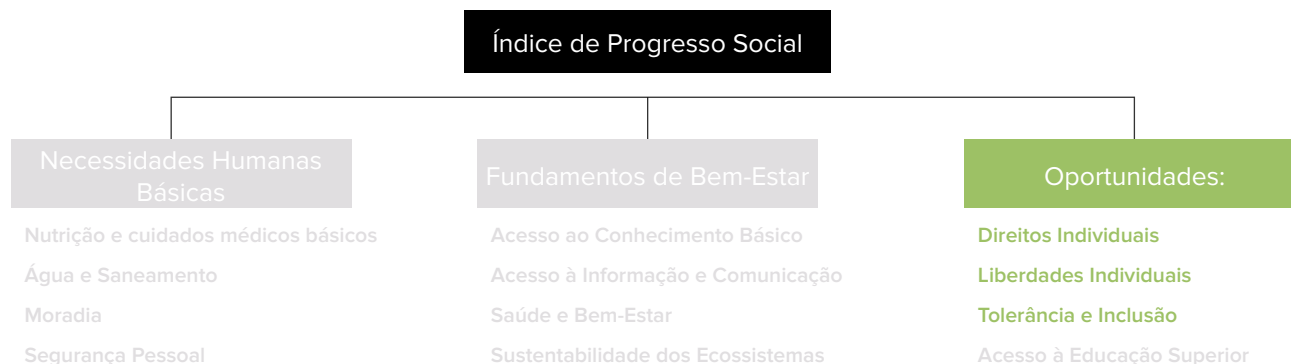 Índice de Progresso Social
Necessidades Humanas
Básicas
Nutrição e cuidados médicos básicos
Água e Saneamento
Moradia
Segurança Pessoal
Fundamentos de Bem-Estar
Acesso ao Conhecimento Básico
Acesso à Informação e Comunicação
Saúde e Bem-Estar
Sustentabilidade dos Ecossistemas
Oportunidades:
Direitos Individuais
Liberdades Individuais
Tolerância e Inclusão
Acesso à Educação Superior